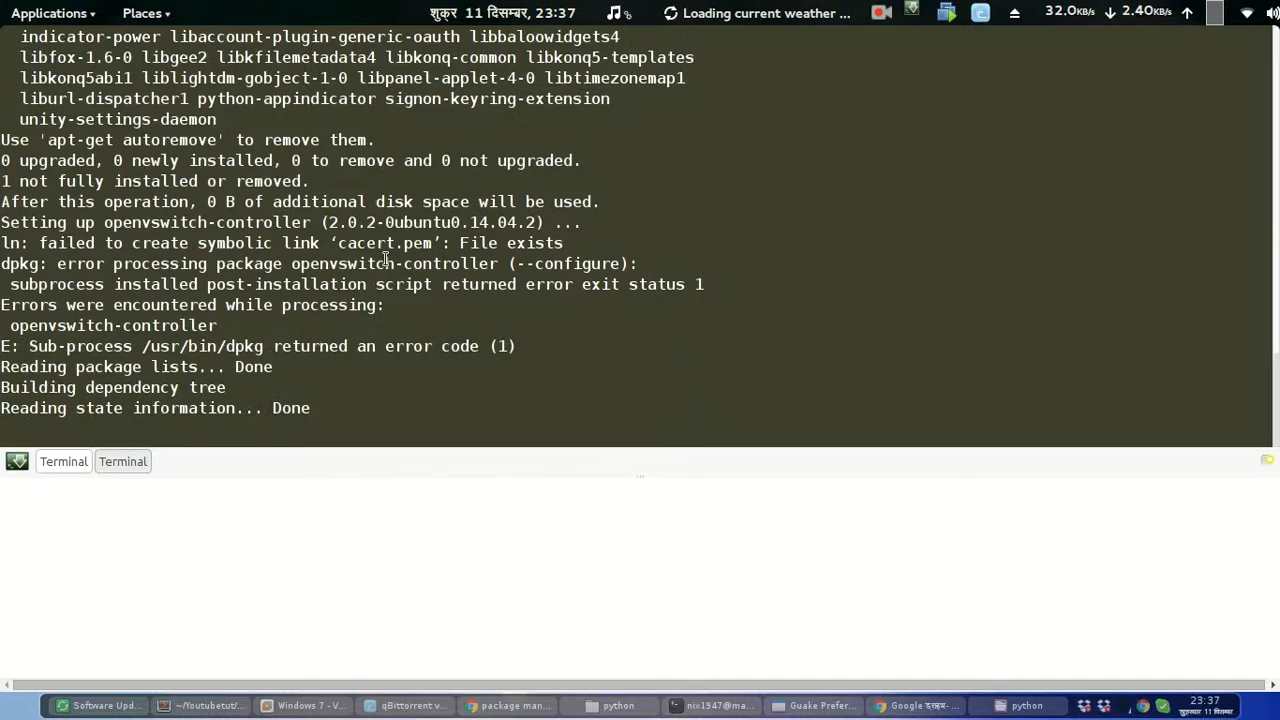 Applications Places शुक्र 11 दिसम्बर, 23:37 Loading current weather ... 32.0KB/s 2.40KB/s
indicator-power libaccount-plugin-generic-oauth libbaloowidgets4
libfox-1.6-0 libgee2 libkfilemetadata4 libkonq-common libkonq5-templates
libkonq5abi1 liblightdm-gobject-1-0 libpanel-applet-4-0 libtimezonemap1
liburl-dispatcher1 python-appindicator signon-keyring-extension
unity-settings-daemon
Use 'apt-get autoremove' to remove them.
0 upgraded, 0 newly installed, 0 to remove and 0 not upgraded.
1 not fully installed or removed.
After this operation, 0 B of additional disk space will be used.
Setting up openvswitch-controller (2.0.2-0ubuntu0.14.04.2) ...
ln: failed to create symbolic link ‘cacert.pem’: File exists
dpkg: error processing package openvswitch-controller (--configure):
subprocess installed post-installation script returned error exit status 1
Errors were encountered while processing:
openvswitch-controller
E: Sub-process /usr/bin/dpkg returned an error code (1)
Reading package lists... Done
Building dependency tree
Reading state information... Done
Terminal Terminal
Software Upd... ~/Youtubetut/... Windows 7 - V... qBittorrent v... package man... python nix1947@ma... Guake Prefer... Google ड्राइव-... python 23:37
शुक्रवार 11 दिसम्बर